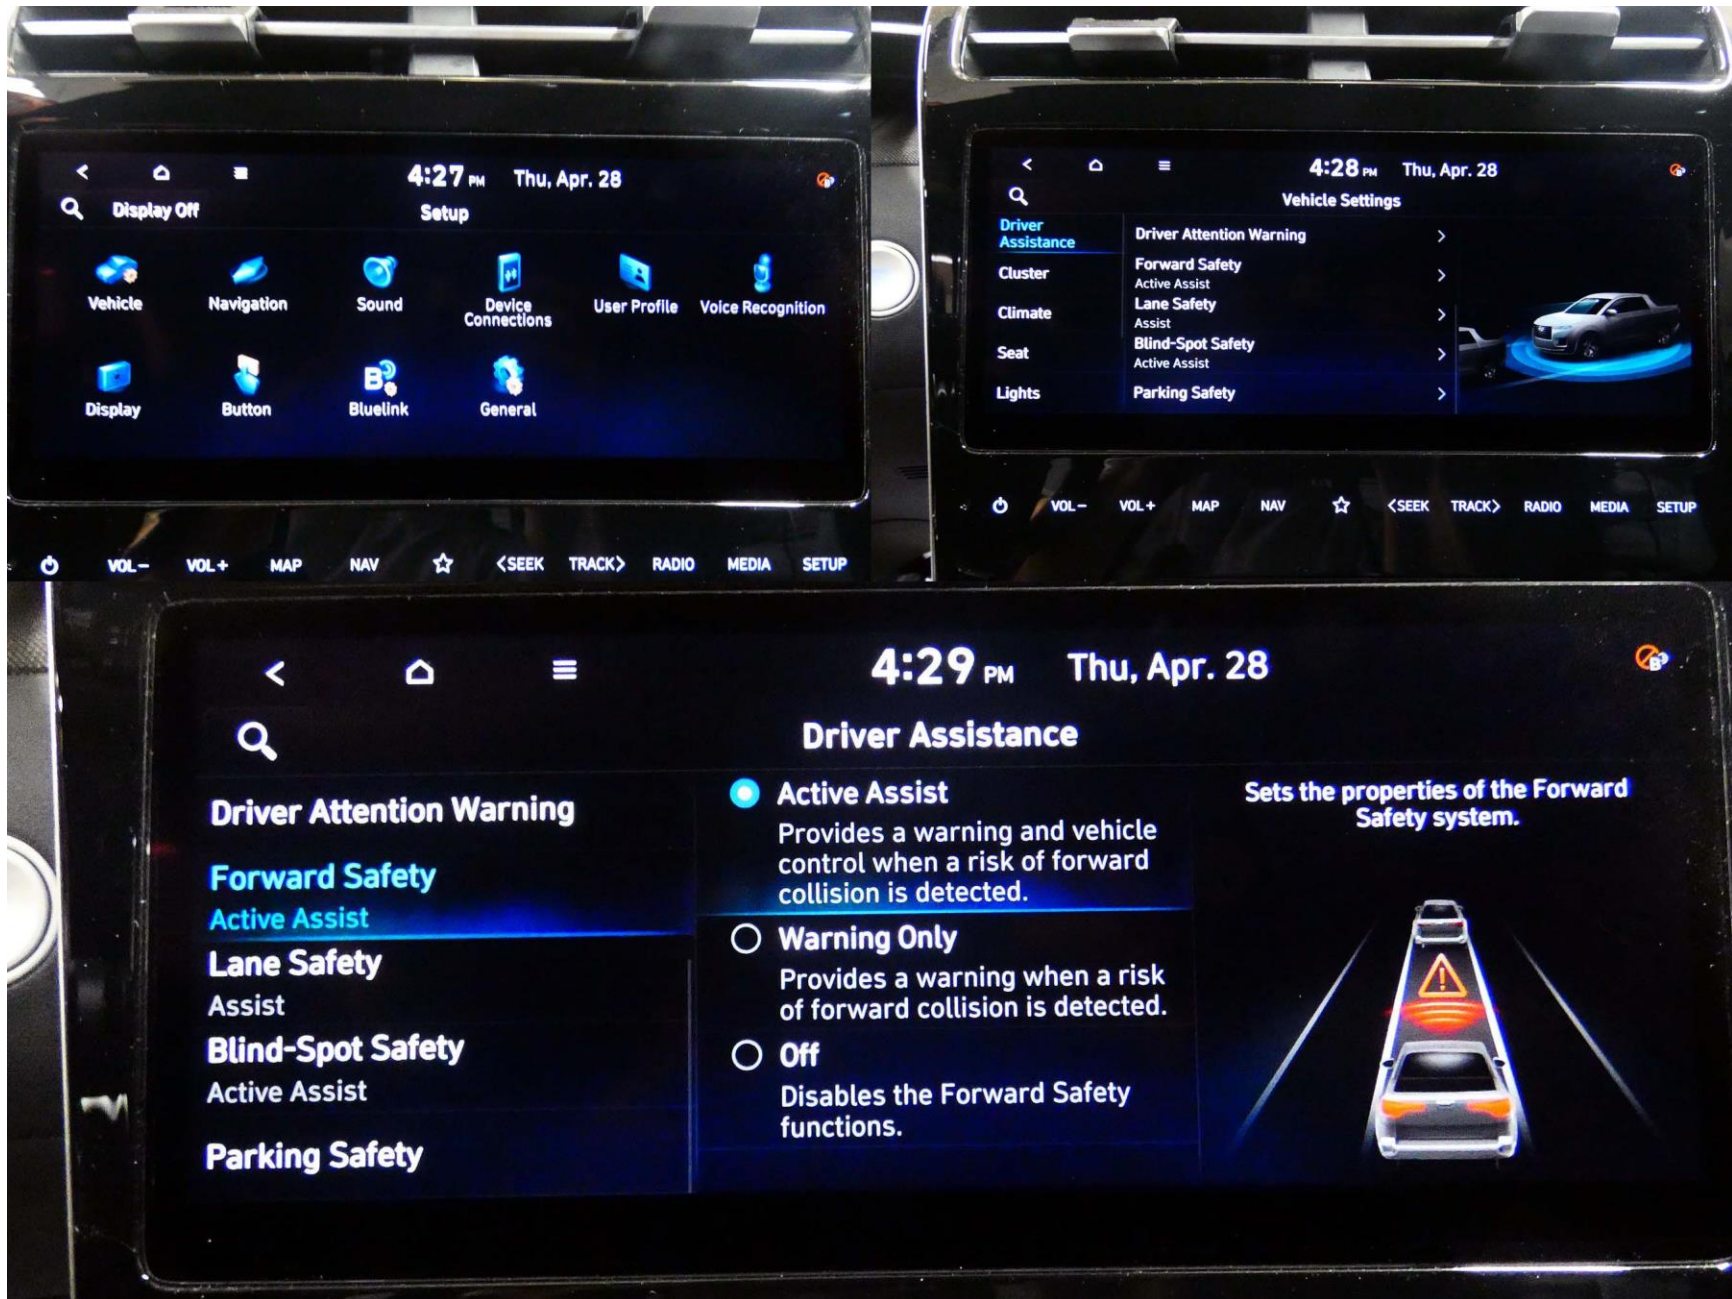 4:27 PM Thu, Apr. 28
Display Off Setup
Vehicle Navigation Sound Device Connections User Profile Voice Recognition
Display Button Bluelink General
VOL- VOL+ MAP NAV <SEEK TRACK> RADIO MEDIA SETUP
4:28 PM Thu, Apr. 28
Vehicle Settings
Driver
Assistance
Cluster
Climate
Seat
Lights
Driver Attention Warning
Forward Safety
Active Assist
Lane Safety
Assist
Blind-Spot Safety
Active Assist
Parking Safety
VOL- VOL+ MAP NAV <SEEK TRACK> RADIO MEDIA SETUP
4:29 PM Thu, Apr. 28
Driver Assistance
Driver Attention Warning
Forward Safety
Active Assist
Lane Safety
Assist
Blind-Spot Safety
Active Assist
Parking Safety
Active Assist
Provides a warning and vehicle
control when a risk of forward
collision is detected.
Warning Only
Provides a warning when a risk
of forward collision is detected.
Off
Disables the Forward Safety
functions.
Sets the properties of the Forward
Safety system.